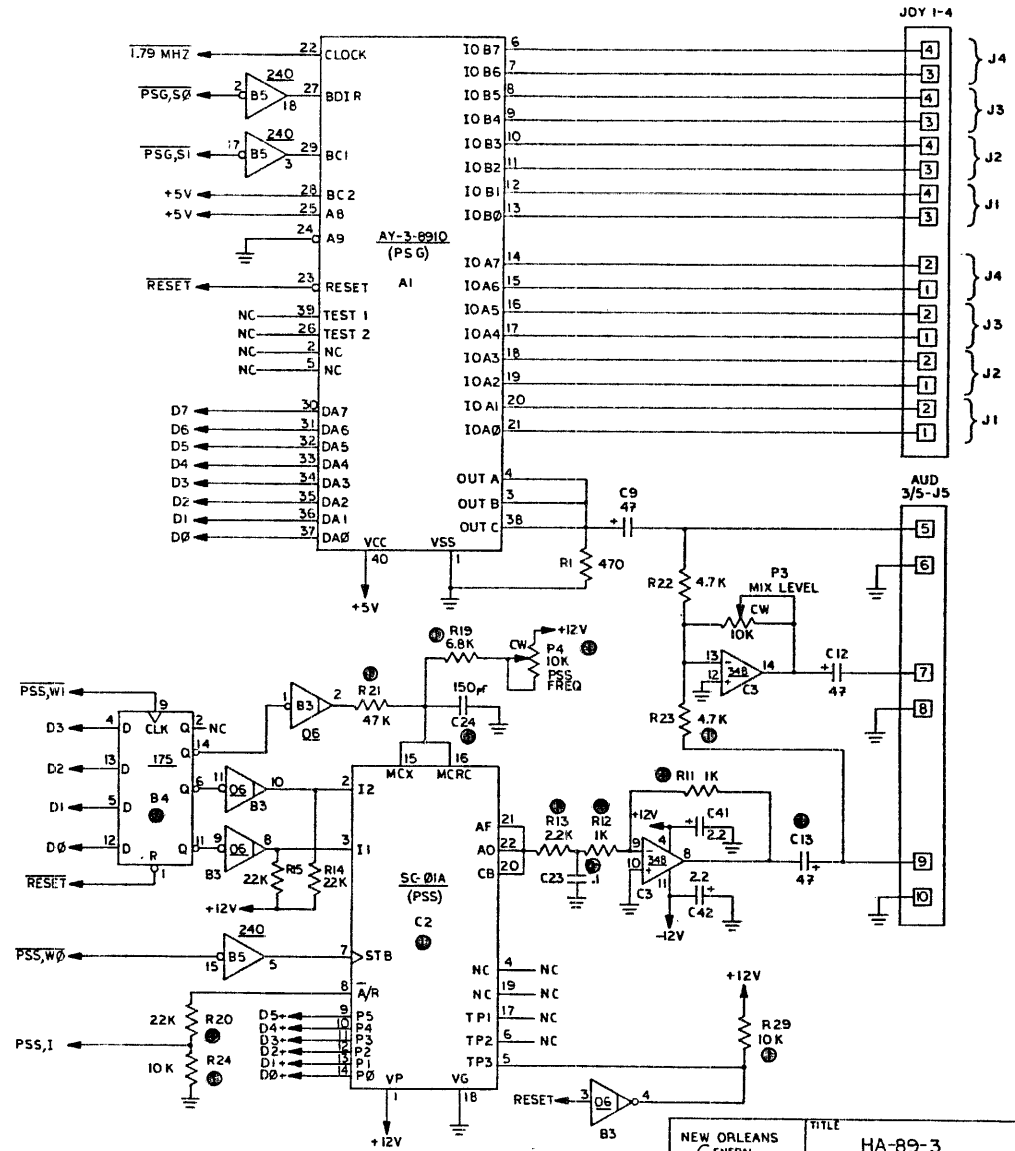 JOY 1-4
1.79 MHZ 22 CLOCK IO B7 6 4 J4
IO B6 7 3
PSG,SØ 2 B5 240 18 27 BDIR IO B5 8 4 J3
IO B4 9 3
PSG,S1 17 B5 240 3 29 BC1 IO B3 10 4 J2
IO B2 11 3
+5V 28 BC2 IO B1 12 4 J1
+5V 25 A8 IO BØ 13 3
24 A9
AY-3-8910
(PSG)
A1
IO A7 14 2 J4
RESET 23 RESET IO A6 15 1
IO A5 16 2 J3
NC 39 TEST 1 IO A4 17 1
NC 26 TEST 2 IO A3 18 2 J2
NC 2 NC IO A2 19 1
NC 5 NC IO A1 20 2 J1
IOAØ 21 1
D7 30 DA7
D6 31 DA6
D5 32 DA5
D4 33 DA4
D3 34 DA3
D2 35 DA2
D1 36 DA1
DØ 37 DAØ
OUT A 4
OUT B 3
OUT C 38
VCC 40 +5V
VSS 1
R1 470
C9 + 47
AUD
3/5-J5
5
6
R22 4.7K
P3
MIX LEVEL
CW
10K
13 - 12 + 348 14 C3
C12 + 47 7
8
R23 4.7K
R19
6.8K
CW +12V
P4
10K
PSS
FREQ
150pf
C24
PSS,W1 9 CLK
D3 4 D Q 2 NC
Q 14
175
D2 13 D Q 6
D1 5 D
B4
DØ 12 D Q 11
R 1
RESET
1 B3 2 06
R21
47K
11 06 10 B3
9 06 8 B3
R15 22K
R14 22K
+12V
15 MCX 16 MCRC
2 I2
3 I1
SC-Ø1A
(PSS)
C2
AF 21
AO 22
CB 20
R13
2.2K
R12
1K
C23 .1
R11 1K
+12V 4
9 - 10 + 348 8 C3
11 -12V
+ C41 2.2
2.2 + C42
C13 + 47
9
10
PSS,WØ 15 B5 240 5 7 STB
8 A/R
22K R20
PSS,I
10K R24
D5+ 9 P5
D4+ 10 P4
D3+ 11 P3
D2+ 12 P2
D1+ 13 P1
DØ+ 14 PØ
NC 4 NC
NC 19 NC
TP1 17 NC
TP2 6 NC
TP3 5
VP 1 +12V
VG 18
+12V
R29
10K
RESET 3 06 4 B3
NEW ORLEANS
GENERAL
TITLE
HA-89-3